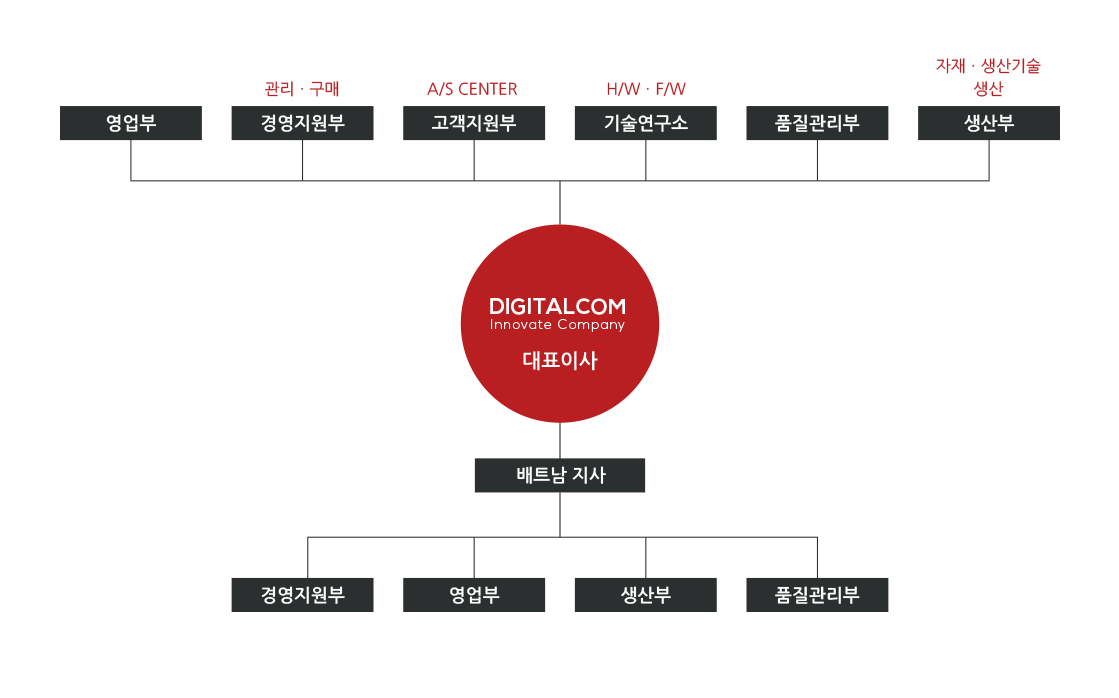 자재 · 생산기술
관리 · 구매
A/S CENTER
H/W · F/W
생산
영업부
경영지원부
고객지원부
기술연구소
품질관리부
생산부
DIGITALCOM
Innovate Company
대표이사
배트남 지사
경영지원부
영업부
생산부
품질관리부